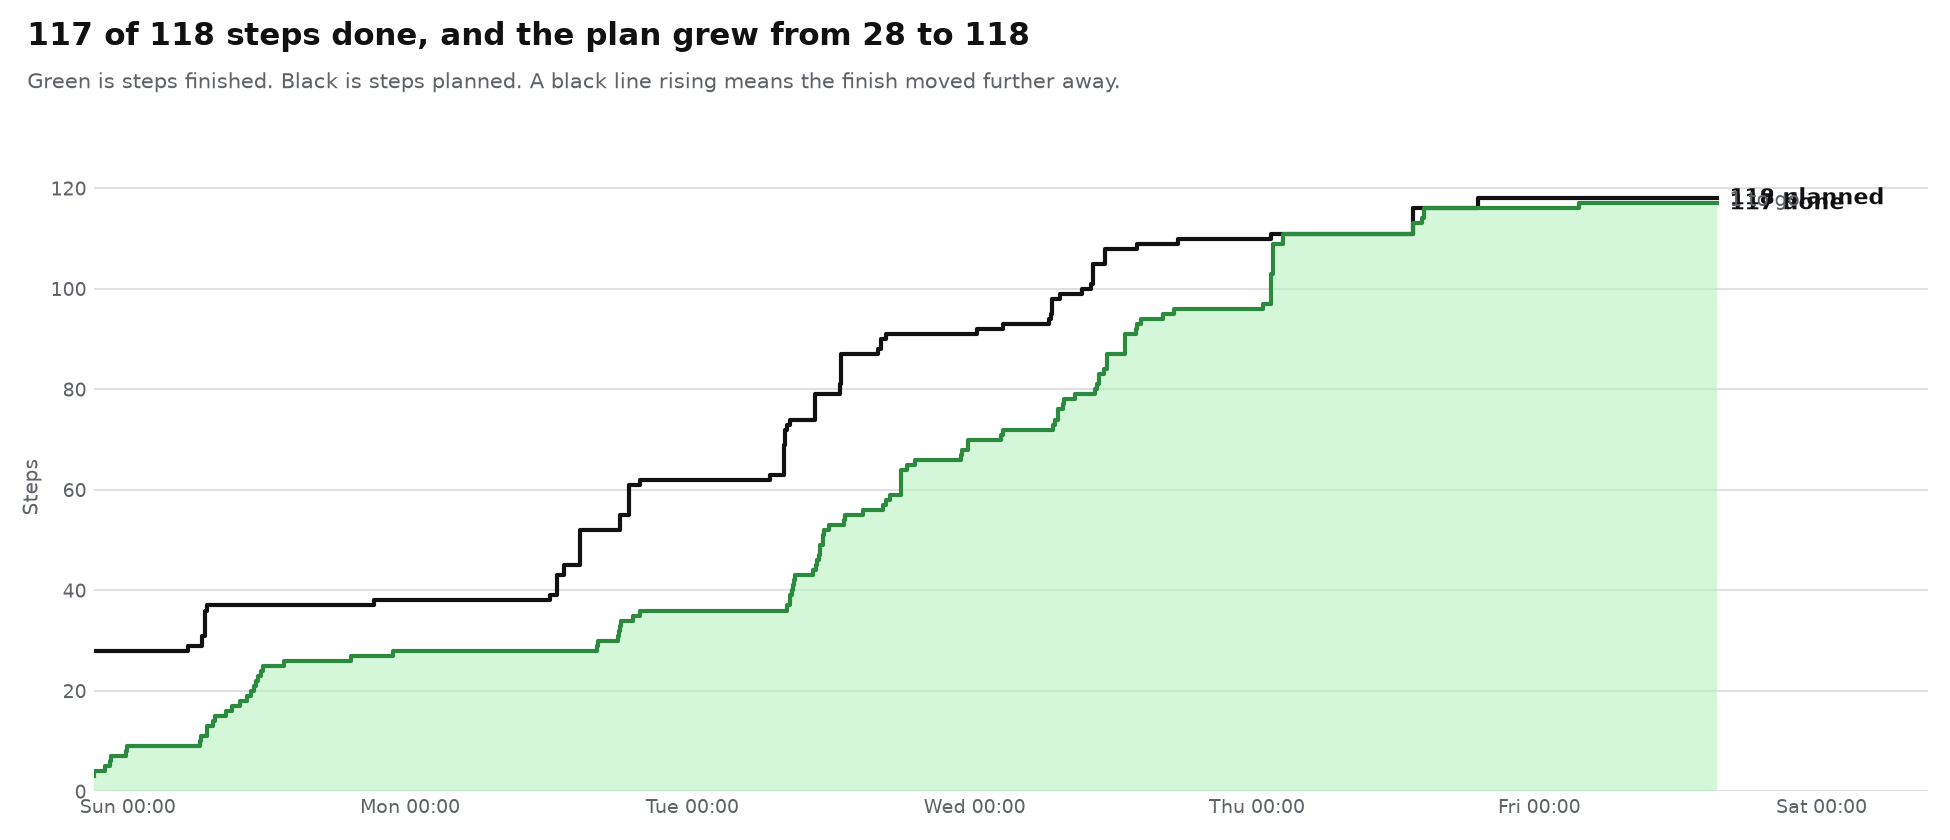 117 of 118 steps done, and the plan grew from 28 to 118
Green is steps finished. Black is steps planned. A black line rising means the finish moved further away.
120
118 planned
1 to go
117 done
100
80
60
40
20
0
Steps
Sun 00:00
Mon 00:00
Tue 00:00
Wed 00:00
Thu 00:00
Fri 00:00
Sat 00:00